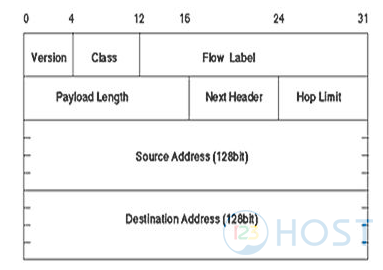 0 4 12 16 24 31
Version Class Flow Label
Payload Length Next Header Hop Limit
Source Address (128bit)
Destination Address (128bit)
123 HOST